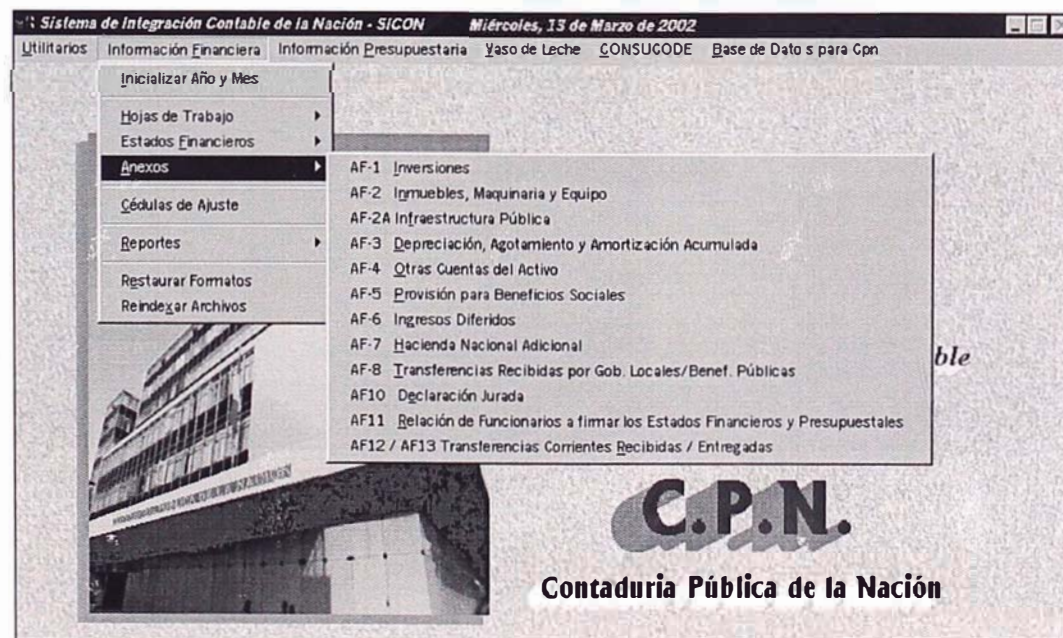 Sistema de Integración Contable de la Nación - SICON Miércoles, 13 de Marzo de 2002
Utilitarios Información Financiera Información Presupuestaria Vaso de Leche CONSUCODE Base de Dato s para Cpn
Inicializar Año y Mes
Hojas de Trabajo
Estados Financieros
Anexos
Cédulas de Ajuste
Reportes
Restaurar Formatos
Reindexar Archivos
AF-1 Inversiones
AF-2 Inmuebles, Maquinaria y Equipo
AF-2A Infraestructura Pública
AF-3 Depreciación, Agotamiento y Amortización Acumulada
AF-4 Otras Cuentas del Activo
AF-5 Provisión para Beneficios Sociales
AF-6 Ingresos Diferidos
AF-7 Hacienda Nacional Adicional
AF-8 Transferencias Recibidas por Gob. Locales/Benef. Públicas
AF10 Declaración Jurada
AF11 Relación de Funcionarios a firmar los Estados Financieros y Presupuestales
AF12 / AF13 Transferencias Corrientes Recibidas / Entregadas
ble
C.P.N.
Contaduria Pública de la Nación